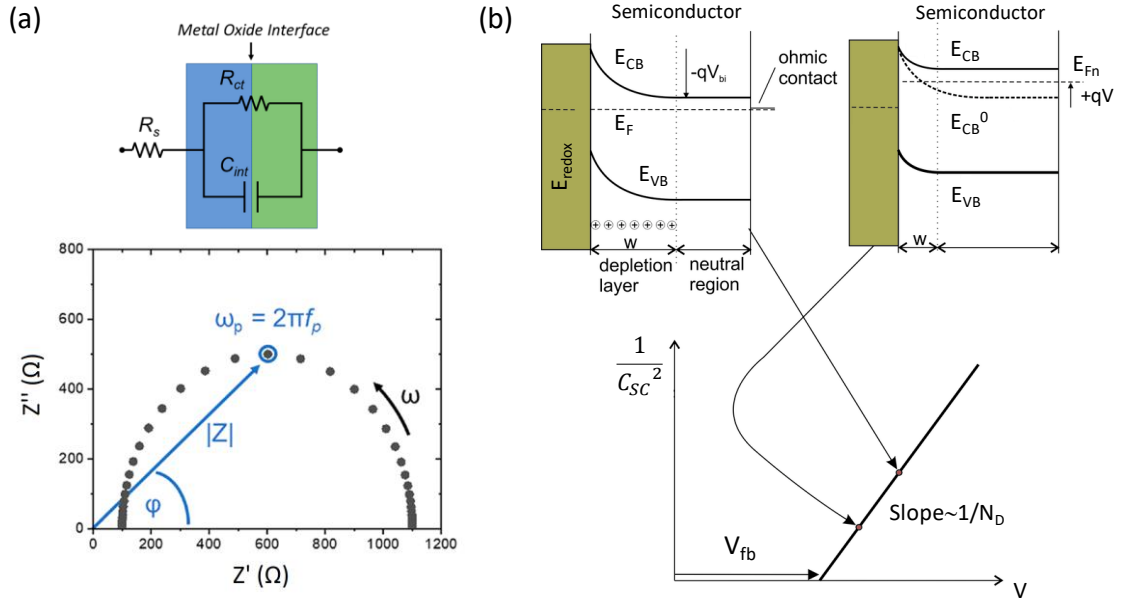 (a)
Metal Oxide Interface
R_ct
R_s
C_int
800
600
400
200
0
0 200 400 600 800 1000 1200
Z'' (Ω)
Z' (Ω)
ω_p = 2πf_p
|Z|
φ
ω
(b)
Semiconductor
E_CB
-qV_bi
ohmic
contact
E_F
E_redox
E_VB
+ + + + + + +
w
depletion
layer
neutral
region
Semiconductor
E_CB
E_Fn
+qV
E_CB^0
E_VB
w
1/C_SC^2
Slope~1/N_D
V_fb
V